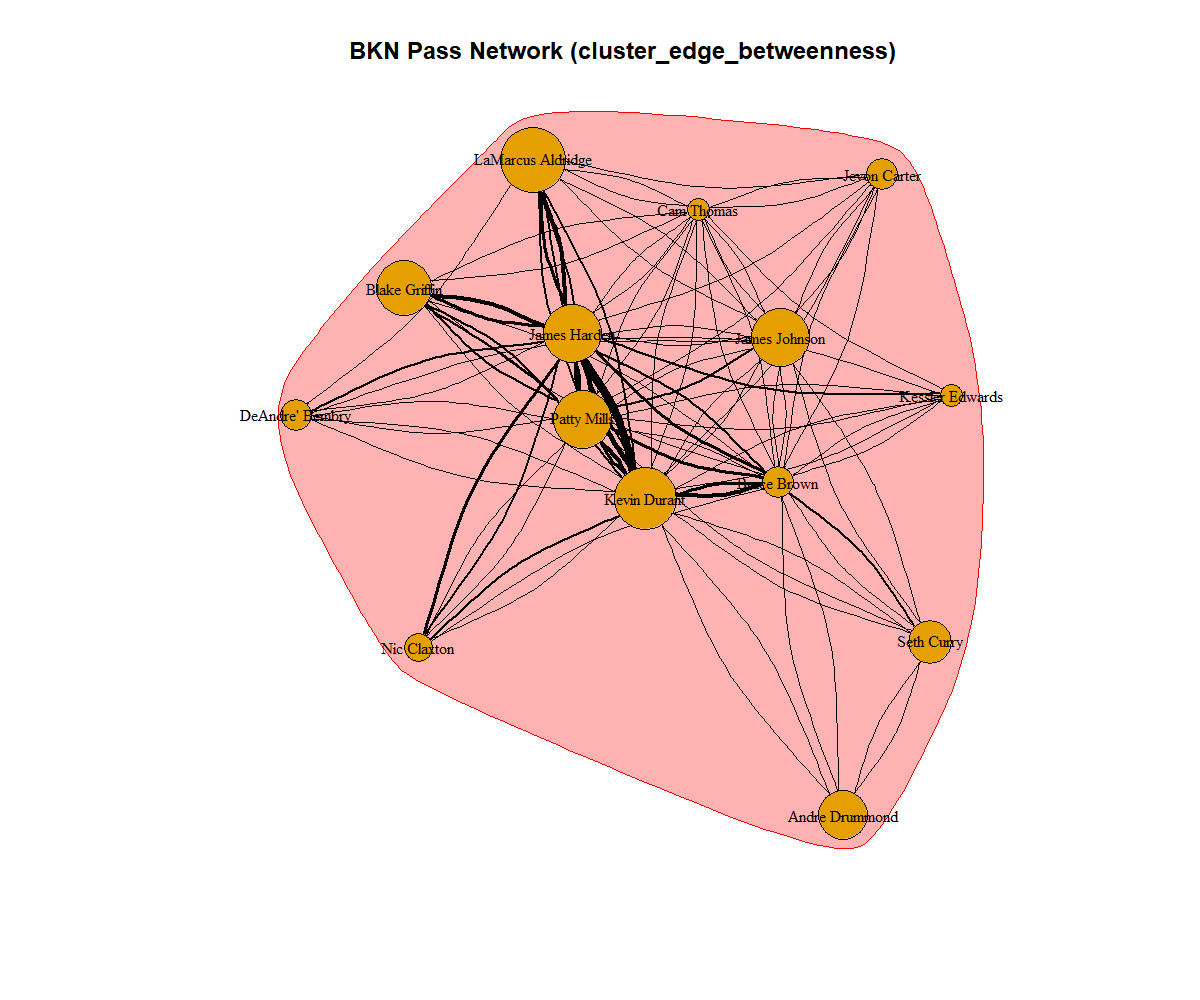 BKN Pass Network (cluster_edge_betweenness)
LaMarcus Aldridge
Jevon Carter
Cam Thomas
Blake Griffin
James Harden
James Johnson
Kessler Edwards
DeAndre' Bembry
Patty Mills
Bruce Brown
Kevin Durant
Seth Curry
Nic Claxton
Andre Drummond